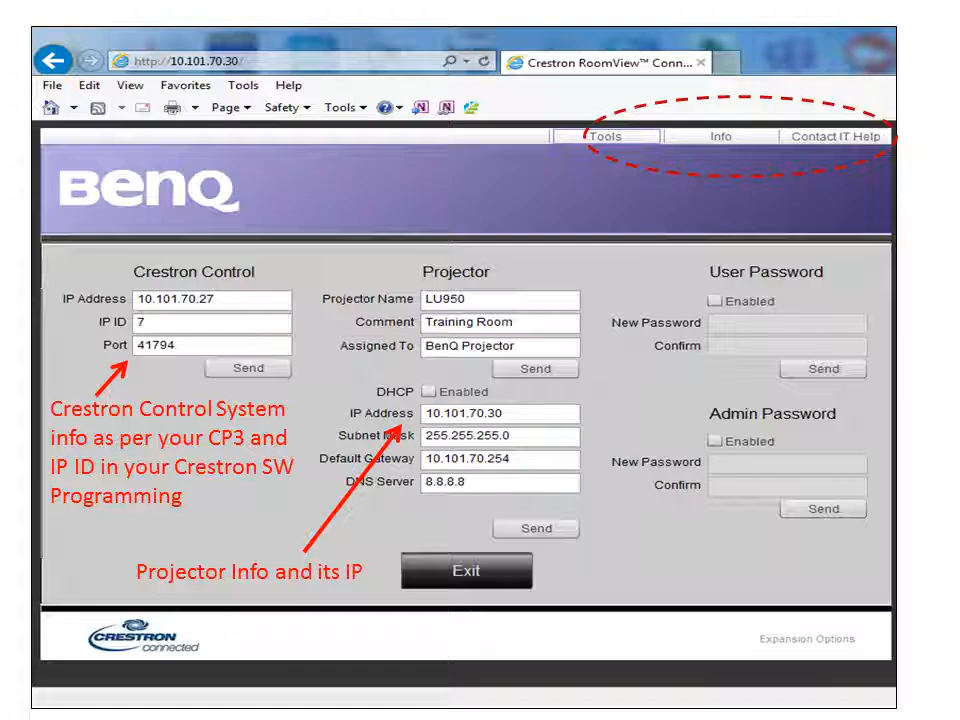 http://10.101.70.30/
Crestron RoomView™ Conn...
File Edit View Favorites Tools Help
Page Safety Tools
Tools Info Contact IT Help
BenQ
Crestron Control
IP Address 10.101.70.27
IP ID 7
Port 41794
Send
Crestron Control System
info as per your CP3 and
IP ID in your Crestron SW
Programming
Projector
Projector Name LU950
Comment Training Room
Assigned To BenQ Projector
Send
DHCP Enabled
IP Address 10.101.70.30
Subnet Mask 255.255.255.0
Default Gateway 10.101.70.254
DNS Server 8.8.8.8
Send
Projector Info and its IP
Exit
User Password
Enabled
New Password
Confirm
Send
Admin Password
Enabled
New Password
Confirm
Send
CRESTRON
connected
Expansion Options